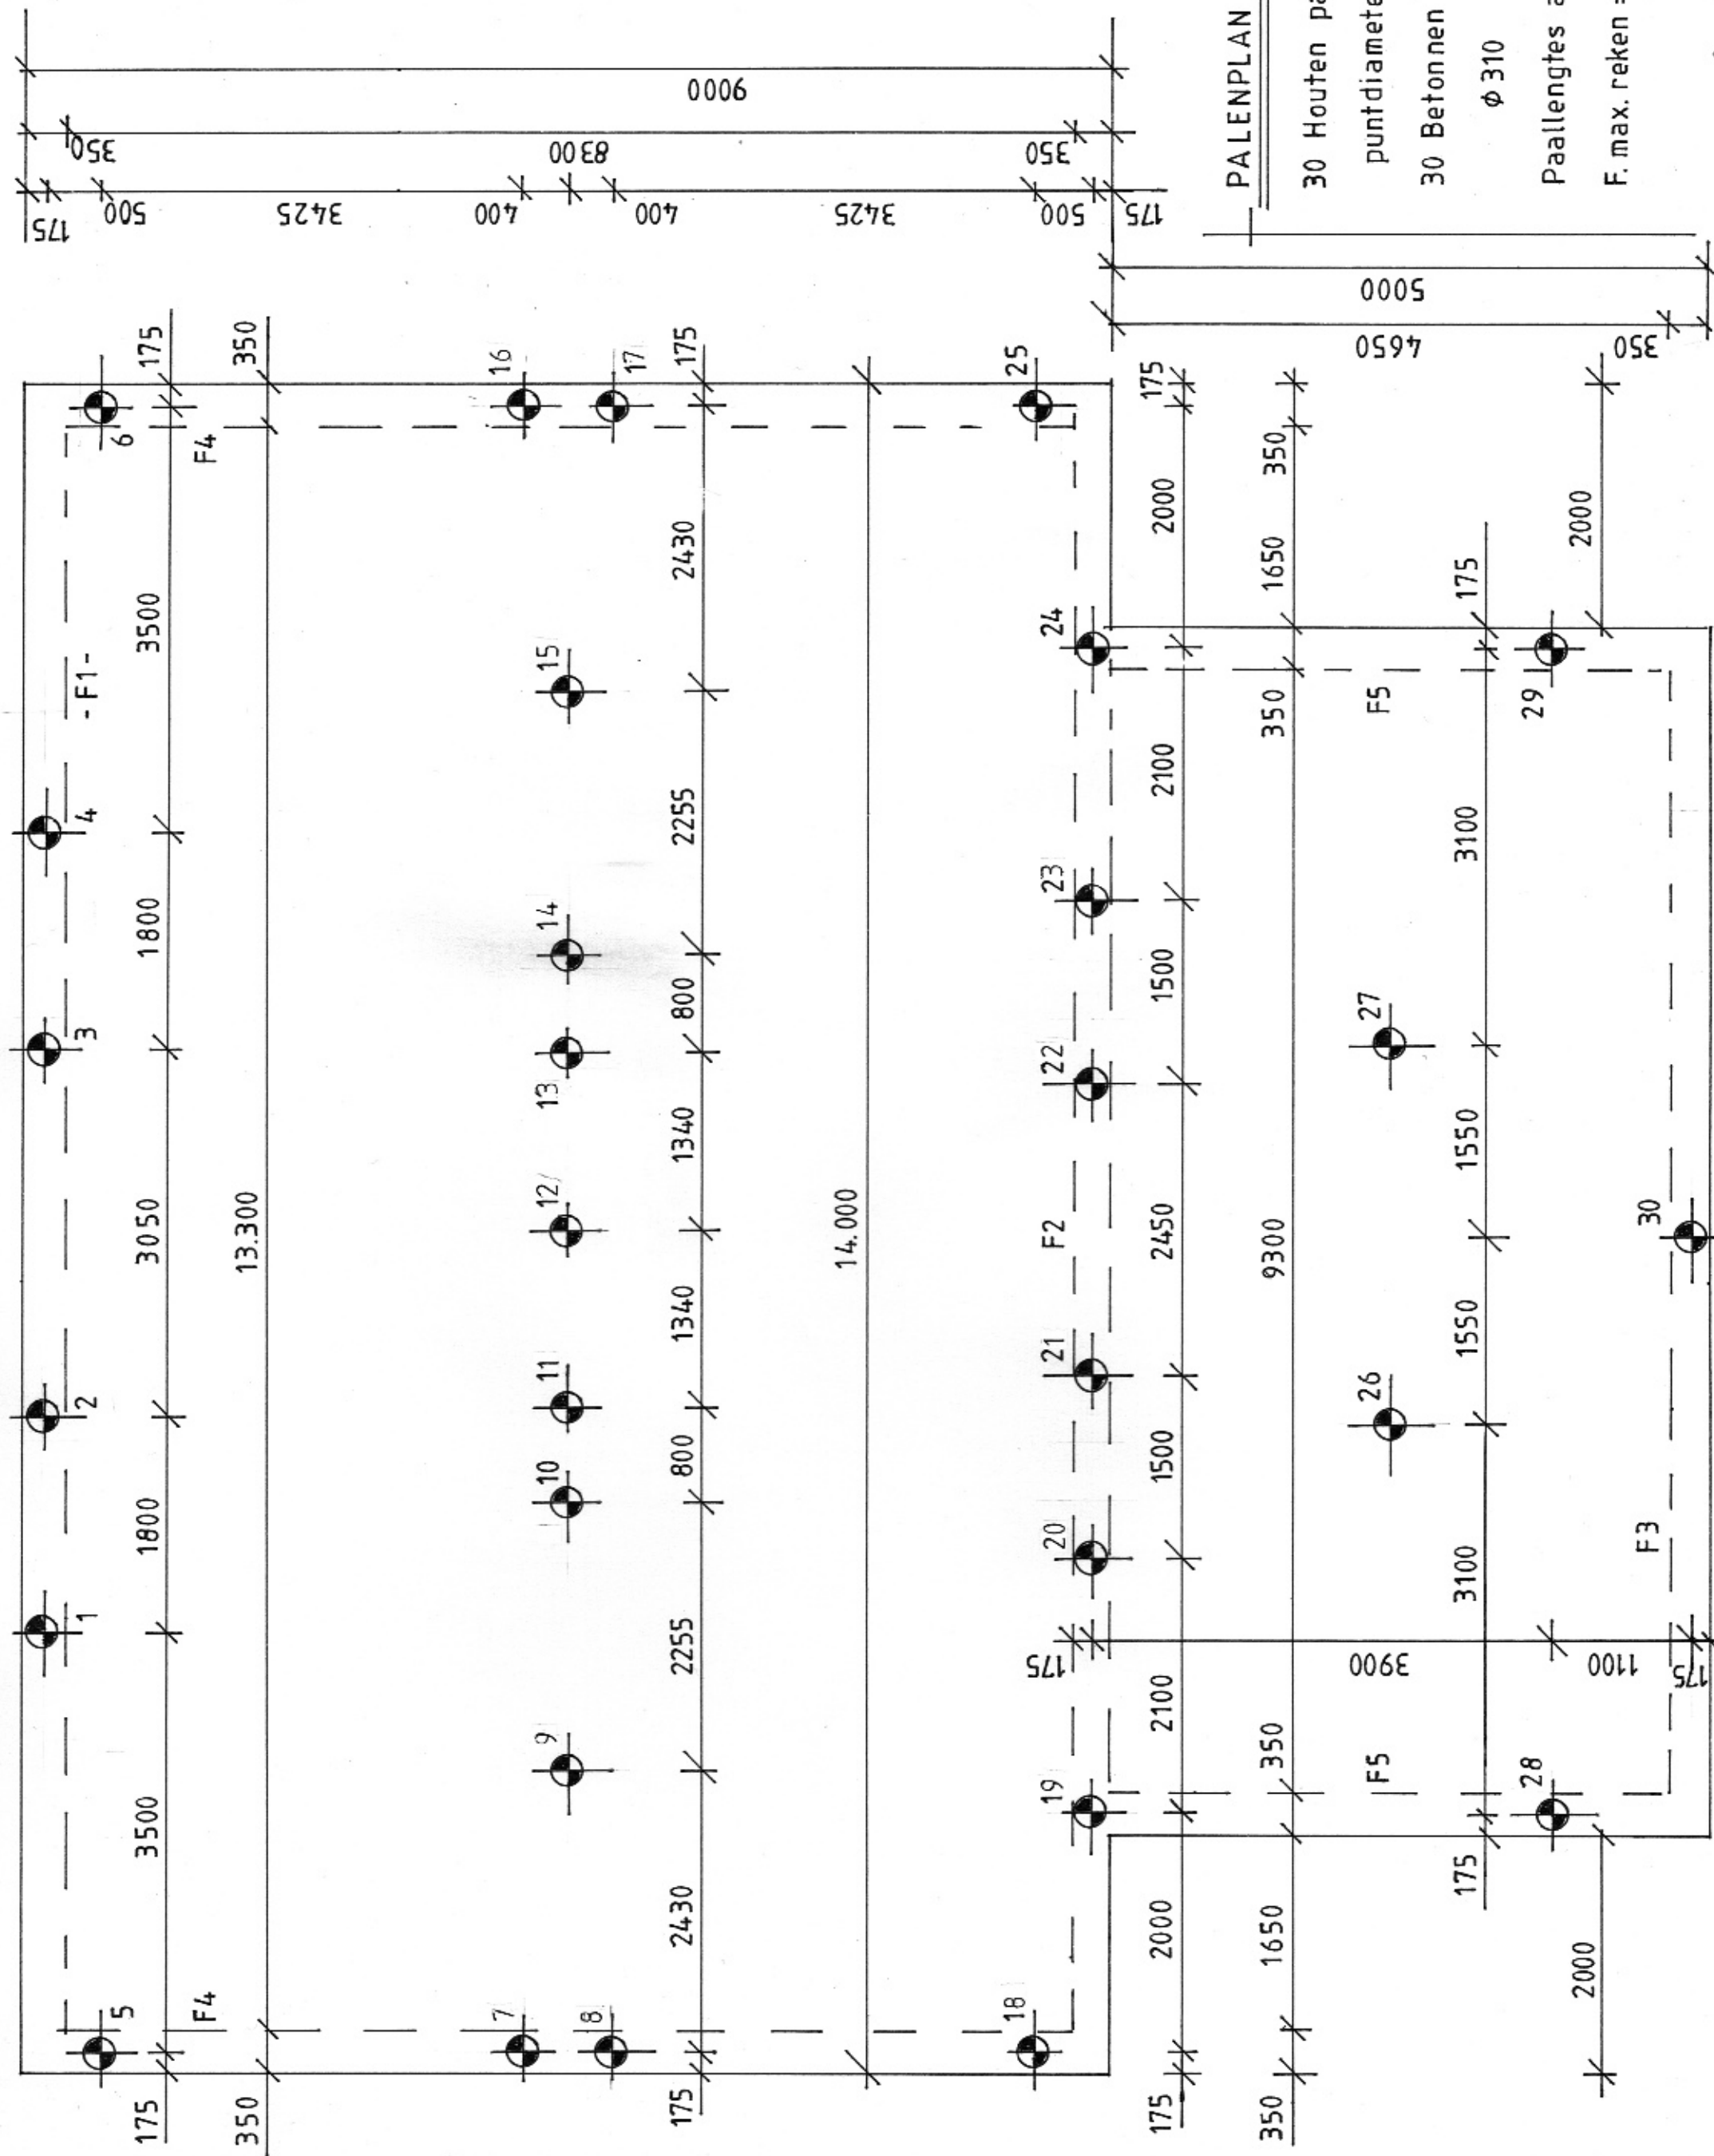 1 2 3 4 -F1-
5 6
175 3500 1800 3050 1800 3500 175
F4 F4
350 13.300 350
175 500 3425 400 400 3425 500 175
350 8300 350
9000
7 16
9 10 11 12 13 14 15
8 17
175 2430 2255 800 1340 1340 800 2255 2430 175
14.000
18 25
19 20 21 F2 22 23 24
175 2000 2100 1500 2450 1500 2100 2000 175
350 1650 350 9300 350 1650 350
175 3900 1100 175
4650 350
5000
26 27
F5 F5
175 3100 1550 1550 3100 175
28 29
2000 2000
F3 30
PALENPLAN
30 Houten
30 Betonnen
φ 310
Paallengtes
F. max. reken =